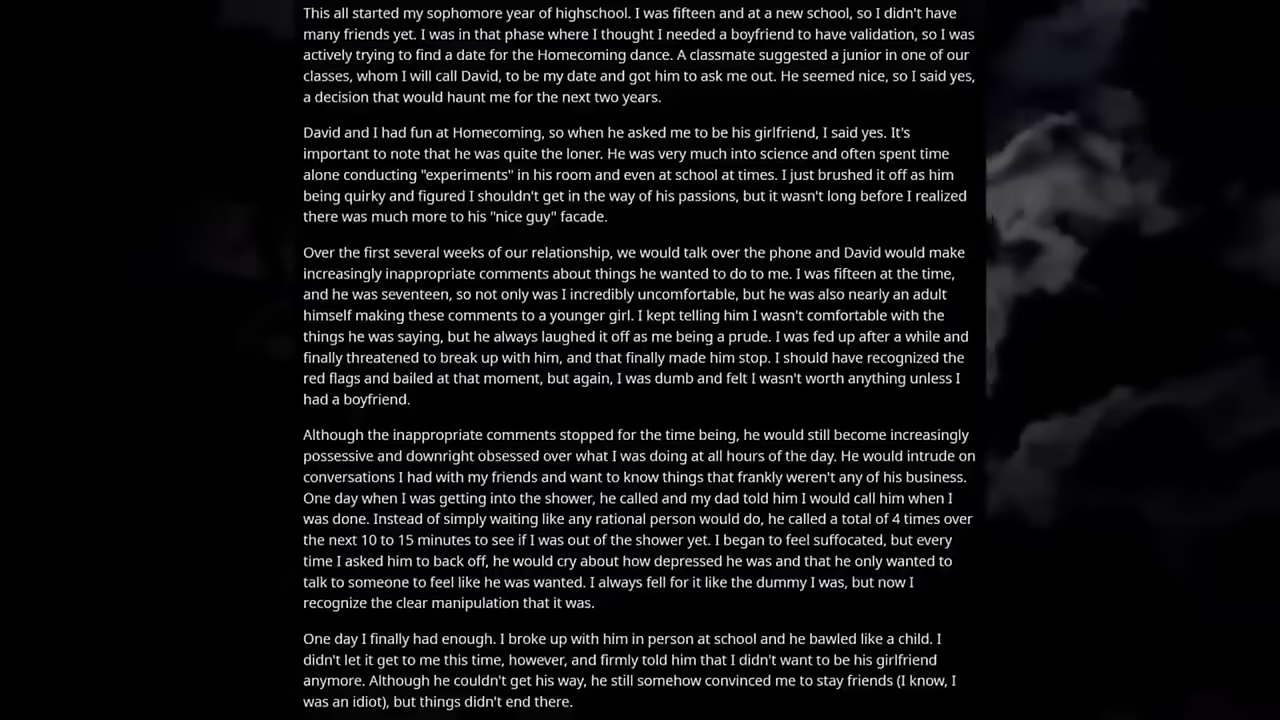 This all started my sophomore year of highschool. I was fifteen and at a new school, so I didn't have
many friends yet. I was in that phase where I thought I needed a boyfriend to have validation, so I was
actively trying to find a date for the Homecoming dance. A classmate suggested a junior in one of our
classes, whom I will call David, to be my date and got him to ask me out. He seemed nice, so I said yes,
a decision that would haunt me for the next two years.
David and I had fun at Homecoming, so when he asked me to be his girlfriend, I said yes. It's
important to note that he was quite the loner. He was very much into science and often spent time
alone conducting "experiments" in his room and even at school at times. I just brushed it off as him
being quirky and figured I shouldn't get in the way of his passions, but it wasn't long before I realized
there was much more to his "nice guy" facade.
Over the first several weeks of our relationship, we would talk over the phone and David would make
increasingly inappropriate comments about things he wanted to do to me. I was fifteen at the time,
and he was seventeen, so not only was I incredibly uncomfortable, but he was also nearly an adult
himself making these comments to a younger girl. I kept telling him I wasn't comfortable with the
things he was saying, but he always laughed it off as me being a prude. I was fed up after a while and
finally threatened to break up with him, and that finally made him stop. I should have recognized the
red flags and bailed at that moment, but again, I was dumb and felt I wasn't worth anything unless I
had a boyfriend.
Although the inappropriate comments stopped for the time being, he would still become increasingly
possessive and downright obsessed over what I was doing at all hours of the day. He would intrude on
conversations I had with my friends and want to know things that frankly weren't any of his business.
One day when I was getting into the shower, he called and my dad told him I would call him when I
was done. Instead of simply waiting like any rational person would do, he called a total of 4 times over
the next 10 to 15 minutes to see if I was out of the shower yet. I began to feel suffocated, but every
time I asked him to back off, he would cry about how depressed he was and that he only wanted to
talk to someone to feel like he was wanted. I always fell for it like the dummy I was, but now I
recognize the clear manipulation that it was.
One day I finally had enough. I broke up with him in person at school and he bawled like a child. I
didn't let it get to me this time, however, and firmly told him that I didn't want to be his girlfriend
anymore. Although he couldn't get his way, he still somehow convinced me to stay friends (I know, I
was an idiot), but things didn't end there.